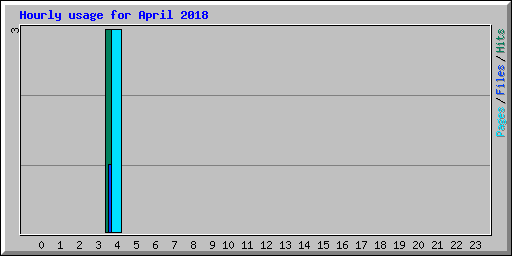 Hourly usage for April 2018
3
Pages/Files/Hits
0 1 2 3 4 5 6 7 8 9 10 11 12 13 14 15 16 17 18 19 20 21 22 23